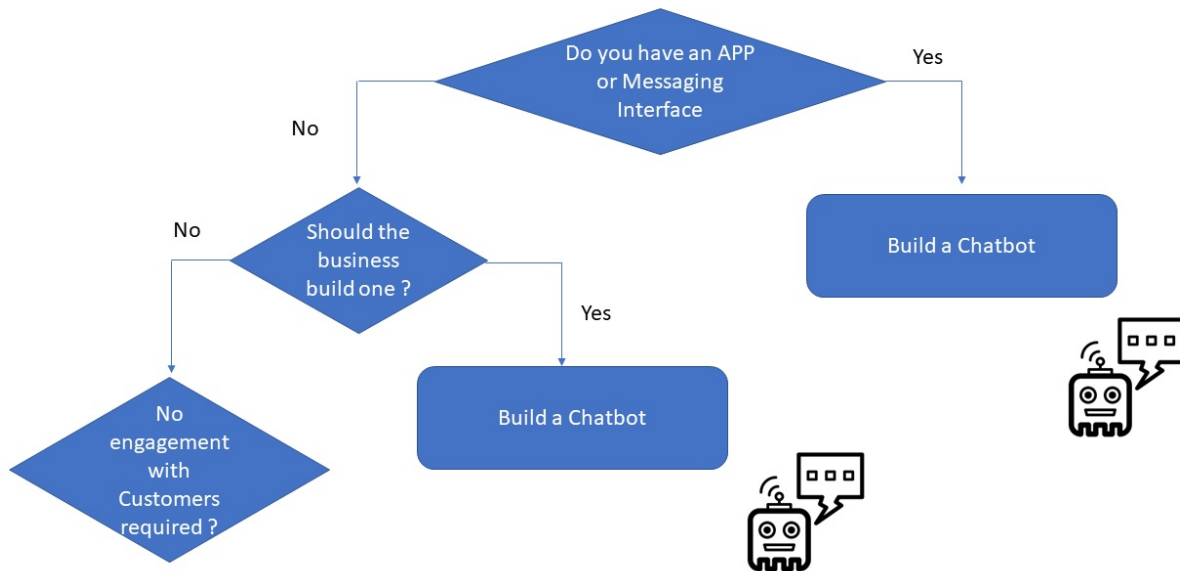 Do you have an APP
or Messaging
Interface
Yes
No
Build a Chatbot
No
Should the
business
build one ?
Yes
No
engagement
with
Customers
required ?
Build a Chatbot